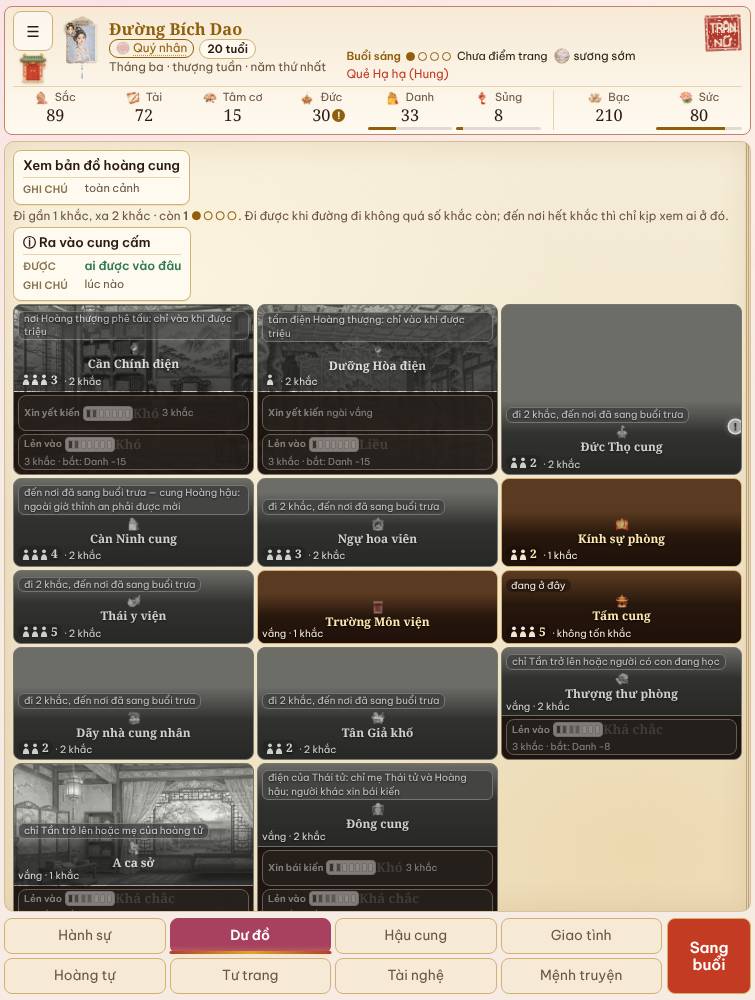 ☰
Đường Bích Dao
Quý nhân 20 tuổi
Tháng ba · thượng tuần · năm thứ nhất
Buổi sáng Chưa điểm trang sương sớm
Quẻ Hạ hạ (Hung)
TRẦN NỮ
Sắc 89
Tài 72
Tâm cơ 15
Đức 30
Danh 33
Sủng 8
Bạc 210
Sức 80
Xem bản đồ hoàng cung
GHI CHÚ toàn cảnh
Đi gần 1 khắc, xa 2 khắc · còn 1 ●○○○. Đi được khi đường đi không quá số khắc còn; đến nơi hết khắc thì chỉ kịp xem ai ở đó.
ⓘ Ra vào cung cấm
ĐƯỢC ai được vào đâu
GHI CHÚ lúc nào
nơi Hoàng thượng phê tấu: chỉ vào khi được
triệu
Cần Chính điện
3 · 2 khắc
Xin yết kiến Khó 3 khắc
Lẻn vào Khó
3 khắc · bắt: Danh -15
tẩm điện Hoàng thượng: chỉ vào khi được
triệu
Dưỡng Hòa điện
· 2 khắc
Xin yết kiến ngài vắng
Lẻn vào Liều
3 khắc · bắt: Danh -15
đi 2 khắc, đến nơi đã sang buổi trưa
Đức Thọ cung
2 · 2 khắc
đến nơi đã sang buổi trưa — cung Hoàng hậu:
ngoài giờ thỉnh an phải được mời
Càn Ninh cung
4 · 2 khắc
đi 2 khắc, đến nơi đã sang buổi trưa
Ngự hoa viên
3 · 2 khắc
Kính sự phòng
2 · 1 khắc
đi 2 khắc, đến nơi đã sang buổi trưa
Thái y viện
5 · 2 khắc
Trường Môn viện
vắng · 1 khắc
đang ở đây
Tẩm cung
5 · không tốn khắc
đi 2 khắc, đến nơi đã sang buổi trưa
Dãy nhà cung nhân
2 · 2 khắc
đi 2 khắc, đến nơi đã sang buổi trưa
Tân Giả khố
2 · 2 khắc
chỉ Tần trở lên hoặc người có con đang học
Thượng thư phòng
vắng · 2 khắc
Lẻn vào Khá chắc
3 khắc · bắt: Danh -8
chỉ Tần trở lên hoặc mẹ của hoàng tử
A ca sở
vắng · 1 khắc
Lẻn vào Khá chắc
điện của Thái tử: chỉ mẹ Thái tử và Hoàng
hậu; người khác xin bái kiến
Đông cung
vắng · 2 khắc
Xin bái kiến Khó 3 khắc
Lẻn vào Khá chắc
Hành sự
Dư đồ
Hậu cung
Giao tình
Hoàng tự
Tư trang
Tài nghệ
Mệnh truyện
Sang
buổi